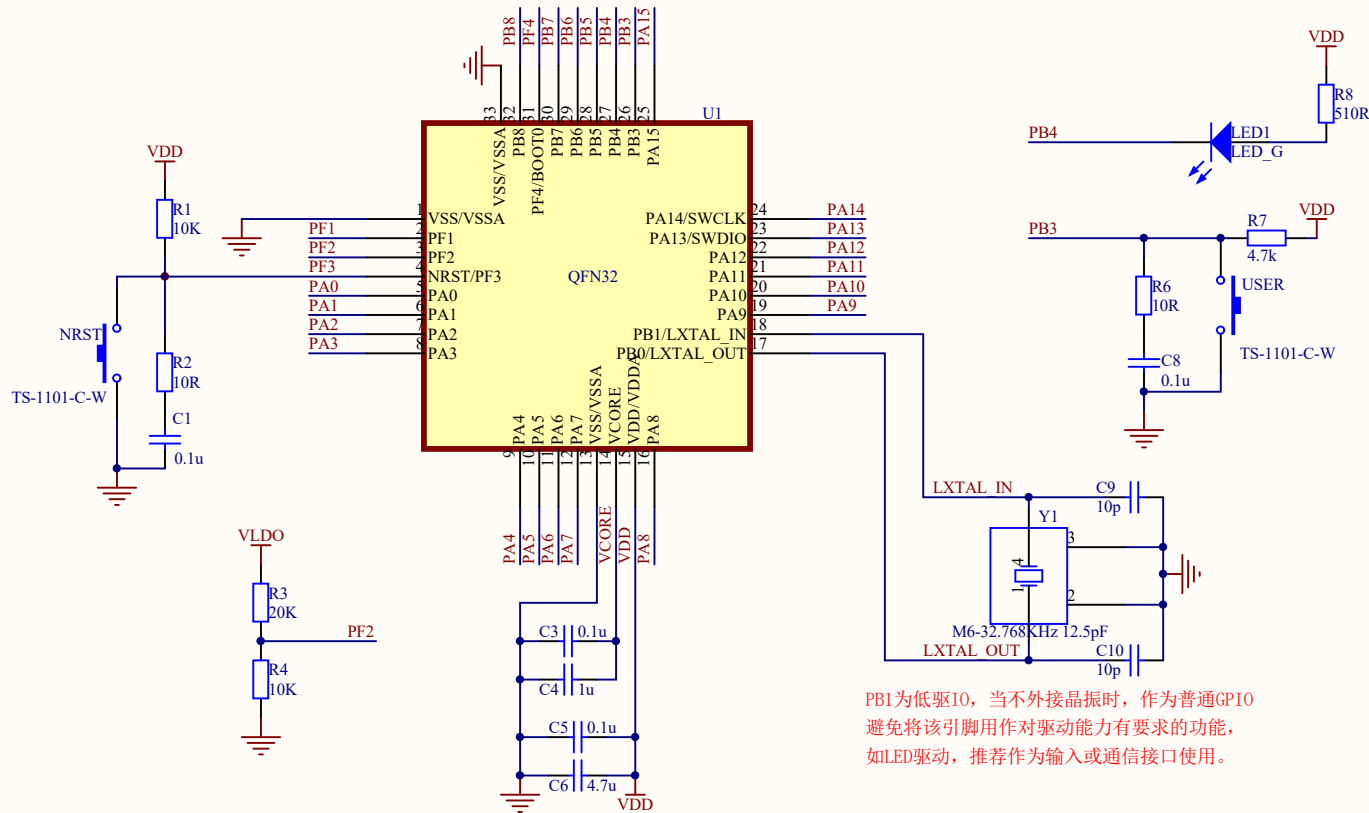 PB8
PF4
PB7
PB6
PB5
PB4
PB3
PA15
33
32
31
30
29
28
27
26
25
VSS/VSSA
PB8
PF4/BOOT0
PB7
PB6
PB5
PB4
PB3
PA15
U1
QFN32
1 VSS/VSSA
PF1 2 PF1
PF2 3 PF2
PF3 4 NRST/PF3
PA0 5 PA0
PA1 6 PA1
PA2 7 PA2
PA3 8 PA3
PA14/SWCLK 24 PA14
PA13/SWDIO 23 PA13
PA12 22 PA12
PA11 21 PA11
PA10 20 PA10
PA9 19 PA9
PB1/LXTAL_IN 18
PB0/LXTAL_OUT 17
PA4
PA5
PA6
PA7
VSS/VSSA
VCORE
VDD/VDDA
PA8
9
10
11
12
13
14
15
16
PA4
PA5
PA6
PA7
VCORE
VDD
PA8
VDD
R1
10K
NRST
TS-1101-C-W
R2
10R
C1
0.1u
VLDO
R3
20K
PF2
R4
10K
C3 0.1u
C4 1u
C5 0.1u
C6 4.7u
VDD
VDD
R8
510R
PB4
LED1
LED_G
VDD
PB3
R7
4.7k
R6
10R
USER
TS-1101-C-W
C8
0.1u
LXTAL_IN
C9
10p
Y1
3
4
1
2
M6-32.768KHz 12.5pF
LXTAL_OUT
C10
10p
PB1为低驱IO，当不外接晶振时，作为普通GPIO
避免将该引脚用作对驱动能力有要求的功能，
如LED驱动，推荐作为输入或通信接口使用。